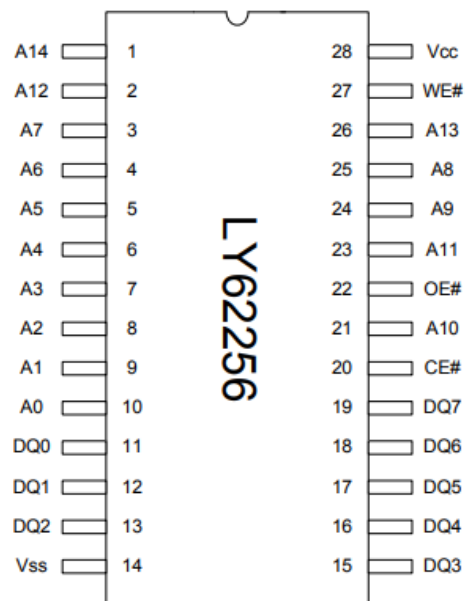 A14 1 28 Vcc
A12 2 27 WE#
A7 3 26 A13
A6 4 25 A8
A5 5 24 A9
A4 6 23 A11
A3 7 22 OE#
A2 8 21 A10
A1 9 20 CE#
A0 10 19 DQ7
DQ0 11 18 DQ6
DQ1 12 17 DQ5
DQ2 13 16 DQ4
Vss 14 15 DQ3
LY62256